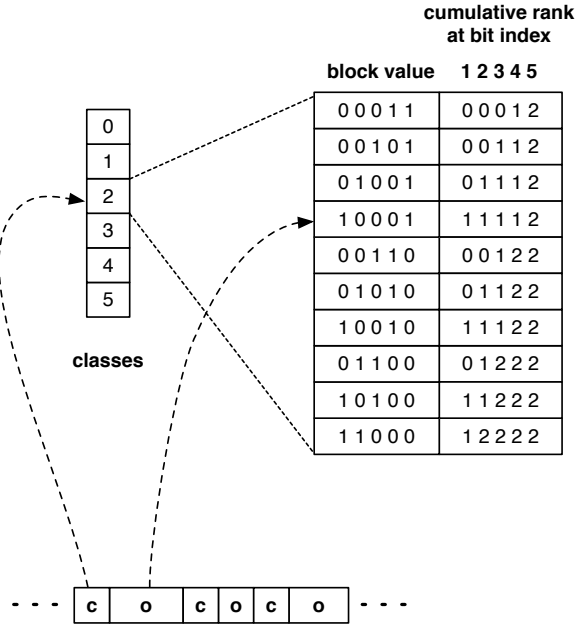 cumulative rank
at bit index
block value 1 2 3 4 5
0 0 0 1 1 0 0 0 1 2
0 0 1 0 1 0 0 1 1 2
0 1 0 0 1 0 1 1 1 2
1 0 0 0 1 1 1 1 1 2
0 0 1 1 0 0 0 1 2 2
0 1 0 1 0 0 1 1 2 2
1 0 0 1 0 1 1 1 2 2
0 1 1 0 0 0 1 2 2 2
1 0 1 0 0 1 1 2 2 2
1 1 0 0 0 1 2 2 2 2
0
1
2
3
4
5
classes
- - - c o c o c o - - -